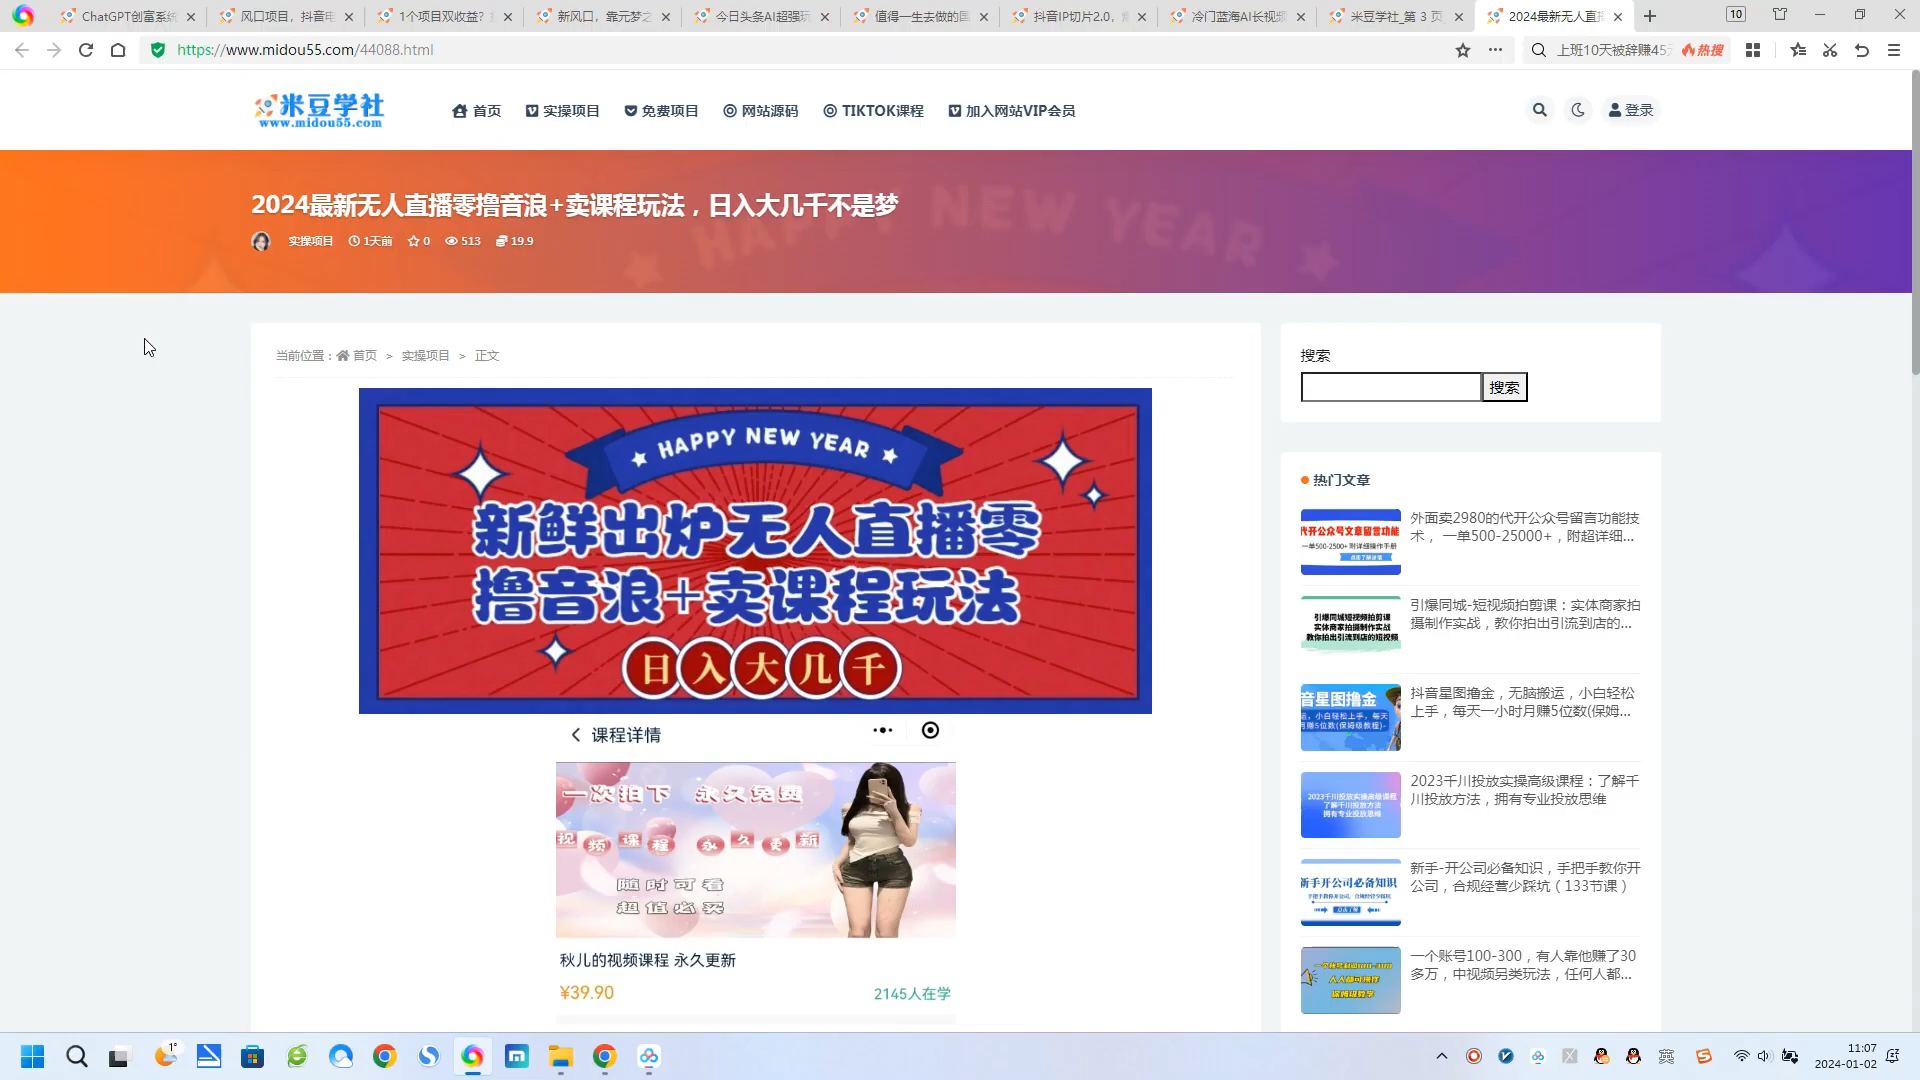 ChatGPT创富系统
风口项目，抖音电
1个项目双收益？
新风口，靠元梦之
今日头条AI超强玩
值得一生去做的国
抖音IP切片2.0，
冷门蓝海AI长视频
米豆学社_第 3 页
2024最新无人直播
10
https://www.midou55.com/44088.html
上班10天被辞赚45
热搜
米豆学社
www.midou55.com
首页
实操项目
免费项目
网站源码
TIKTOK课程
加入网站VIP会员
登录
HAPPY NEW YEAR
2024最新无人直播零撸音浪+卖课程玩法，日入大几千不是梦
实操项目 1天前 0 513 19.9
当前位置： 首页 > 实操项目 > 正文
HAPPY NEW YEAR
新鲜出炉无人直播零
撸音浪+卖课程玩法
日入大几千
课程详情
一次拍下 永久免费
视频课程 永久更新
随时可看
超值必买
秋儿的视频课程 永久更新
¥39.90
2145人在学
搜索
搜索
热门文章
代开公众号文章留言功能
一单500-2500+ 附详细操作手册
点击了解详情
外面卖2980的代开公众号留言功能技
术， 一单500-25000+，附超详细...
引爆同城短视频拍剪课
实体商家拍摄制作实战
教你拍出引流到店的短视频
引爆同城-短视频拍剪课：实体商家拍
摄制作实战，教你拍出引流到店的...
音星图撸金
运，小白轻松上手，每天
月赚5位数(保姆级教程)
抖音星图撸金，无脑搬运，小白轻松
上手，每天一小时月赚5位数(保姆...
2023千川投放实操高级课程
了解千川投放方法
拥有专业投放思维
2023千川投放实操高级课程：了解千
川投放方法，拥有专业投放思维
新手开公司必备知识
点击了解
新手-开公司必备知识，手把手教你开
公司，合规经营少踩坑（133节课）
人人都可操作
保姆级教学
一个账号100-300，有人靠他赚了30
多万，中视频另类玩法，任何人都...
1°
英
11:07
2024-01-02